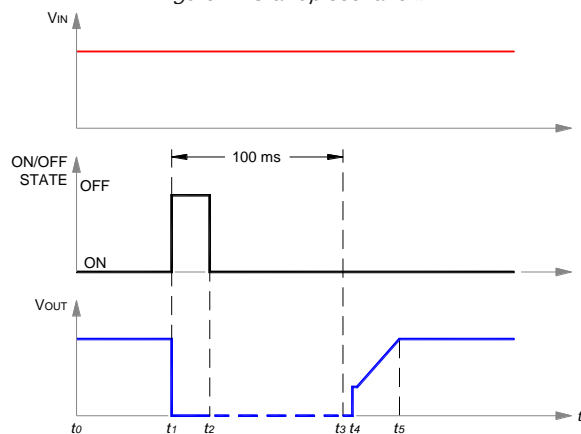 VIN
ON/OFF
STATE
OFF
100 ms
ON
VOUT
t0 t1 t2 t3 t4 t5 t